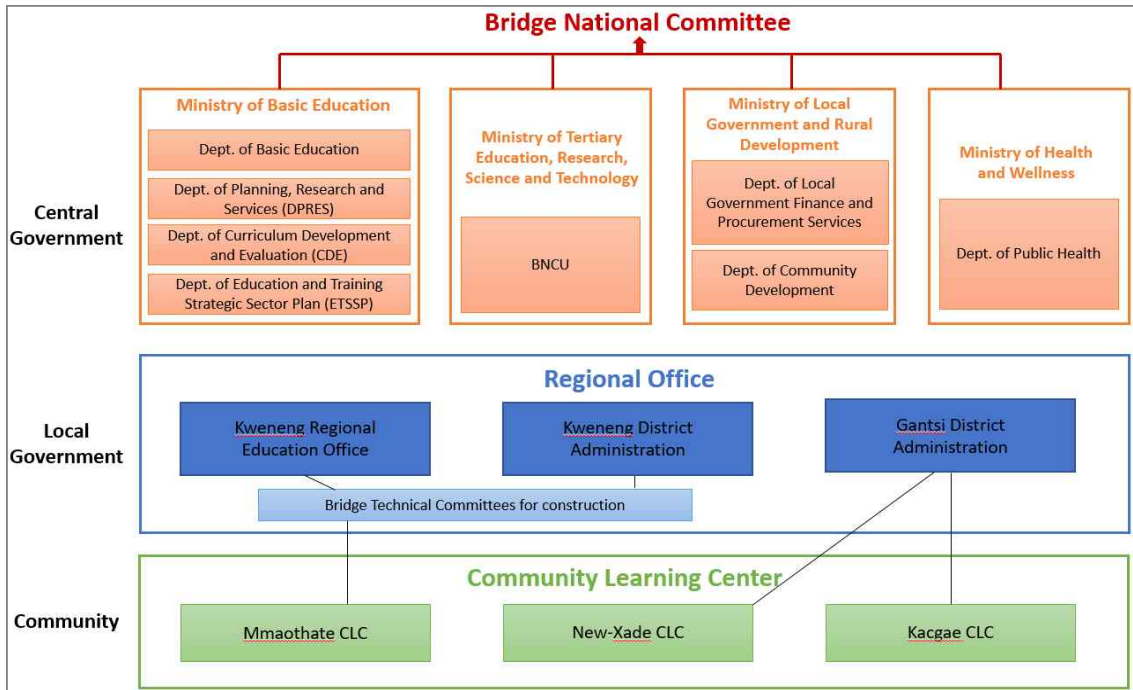 Bridge National Committee
Central
Government
Ministry of Basic Education
Dept. of Basic Education
Dept. of Planning, Research and
Services (DPRES)
Dept. of Curriculum Development
and Evaluation (CDE)
Dept. of Education and Training
Strategic Sector Plan (ETSSP)
Ministry of Tertiary
Education, Research,
Science and Technology
BNCU
Ministry of Local
Government and Rural
Development
Dept. of Local
Government Finance and
Procurement Services
Dept. of Community
Development
Ministry of Health
and Wellness
Dept. of Public Health
Local
Government
Regional Office
Kweneng Regional
Education Office
Kweneng District
Administration
Gantsi District
Administration
Bridge Technical Committees for construction
Community
Community Learning Center
Mmaothate CLC
New-Xade CLC
Kacgae CLC